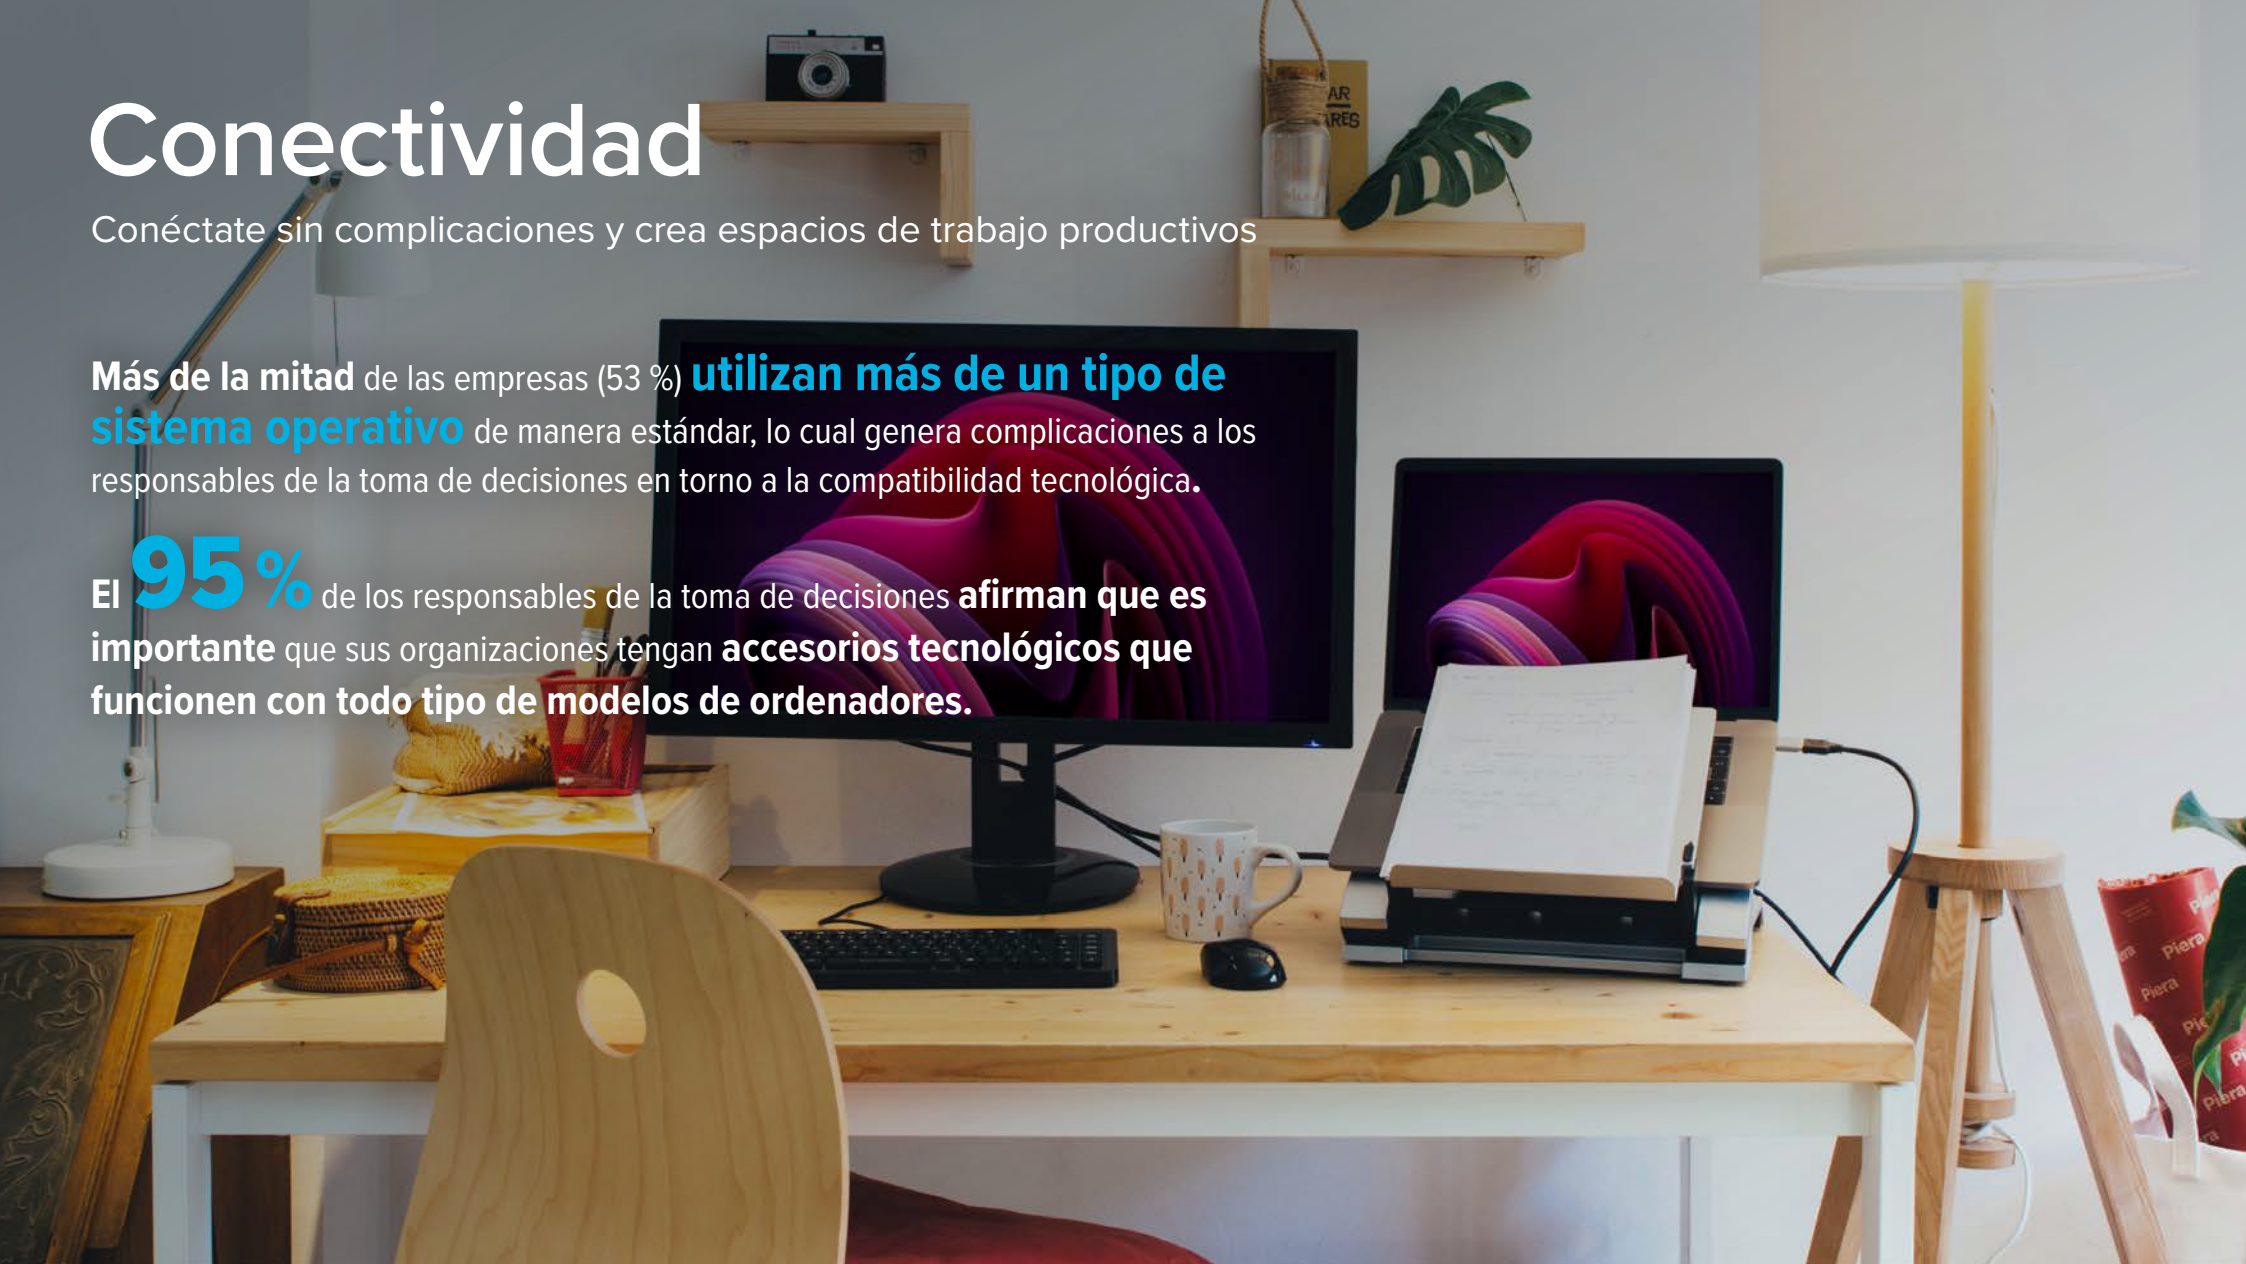 Conectividad
Conéctate sin complicaciones y crea espacios de trabajo productivos
Más de la mitad de las empresas (53 %) utilizan más de un tipo de
sistema operativo de manera estándar, lo cual genera complicaciones a los
responsables de la toma de decisiones en torno a la compatibilidad tecnológica.
El 95 % de los responsables de la toma de decisiones afirman que es
importante que sus organizaciones tengan accesorios tecnológicos que
funcionen con todo tipo de modelos de ordenadores.
Piera
Piera
Piera